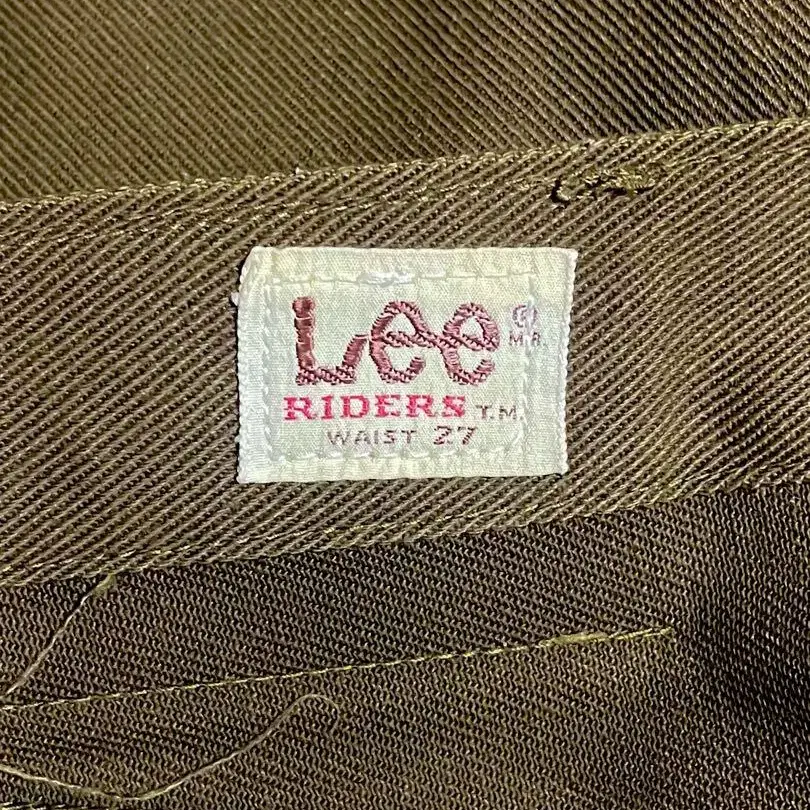 Lee ® M.R.
RIDERS T.M.
WAIST 27